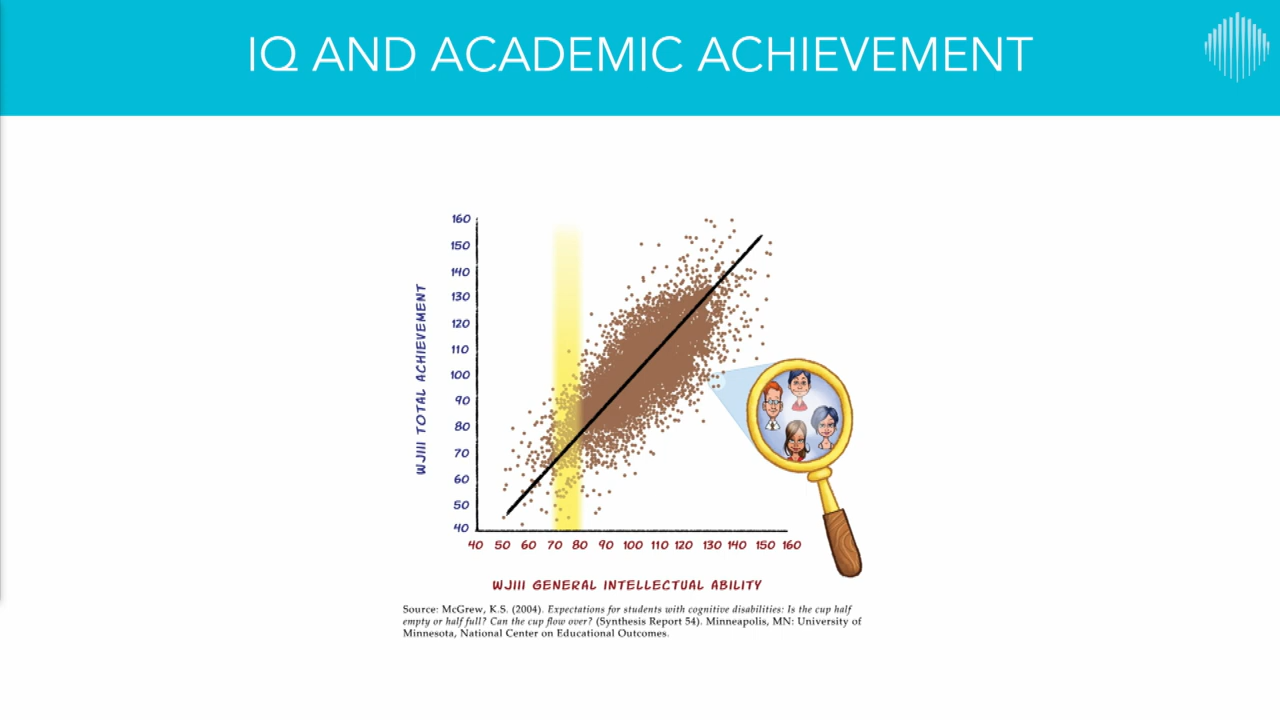 IQ AND ACADEMIC ACHIEVEMENT
160
150
140
130
120
110
100
90
80
70
60
50
40
WJIII TOTAL ACHIEVEMENT
40 50 60 70 80 90 100 110 120 130 140 150 160
WJIII GENERAL INTELLECTUAL ABILITY
Source: McGrew, K.S. (2004). Expectations for students with cognitive disabilities: Is the cup half
empty or half full? Can the cup flow over? (Synthesis Report 54). Minneapolis, MN: University of
Minnesota, National Center on Educational Outcomes.